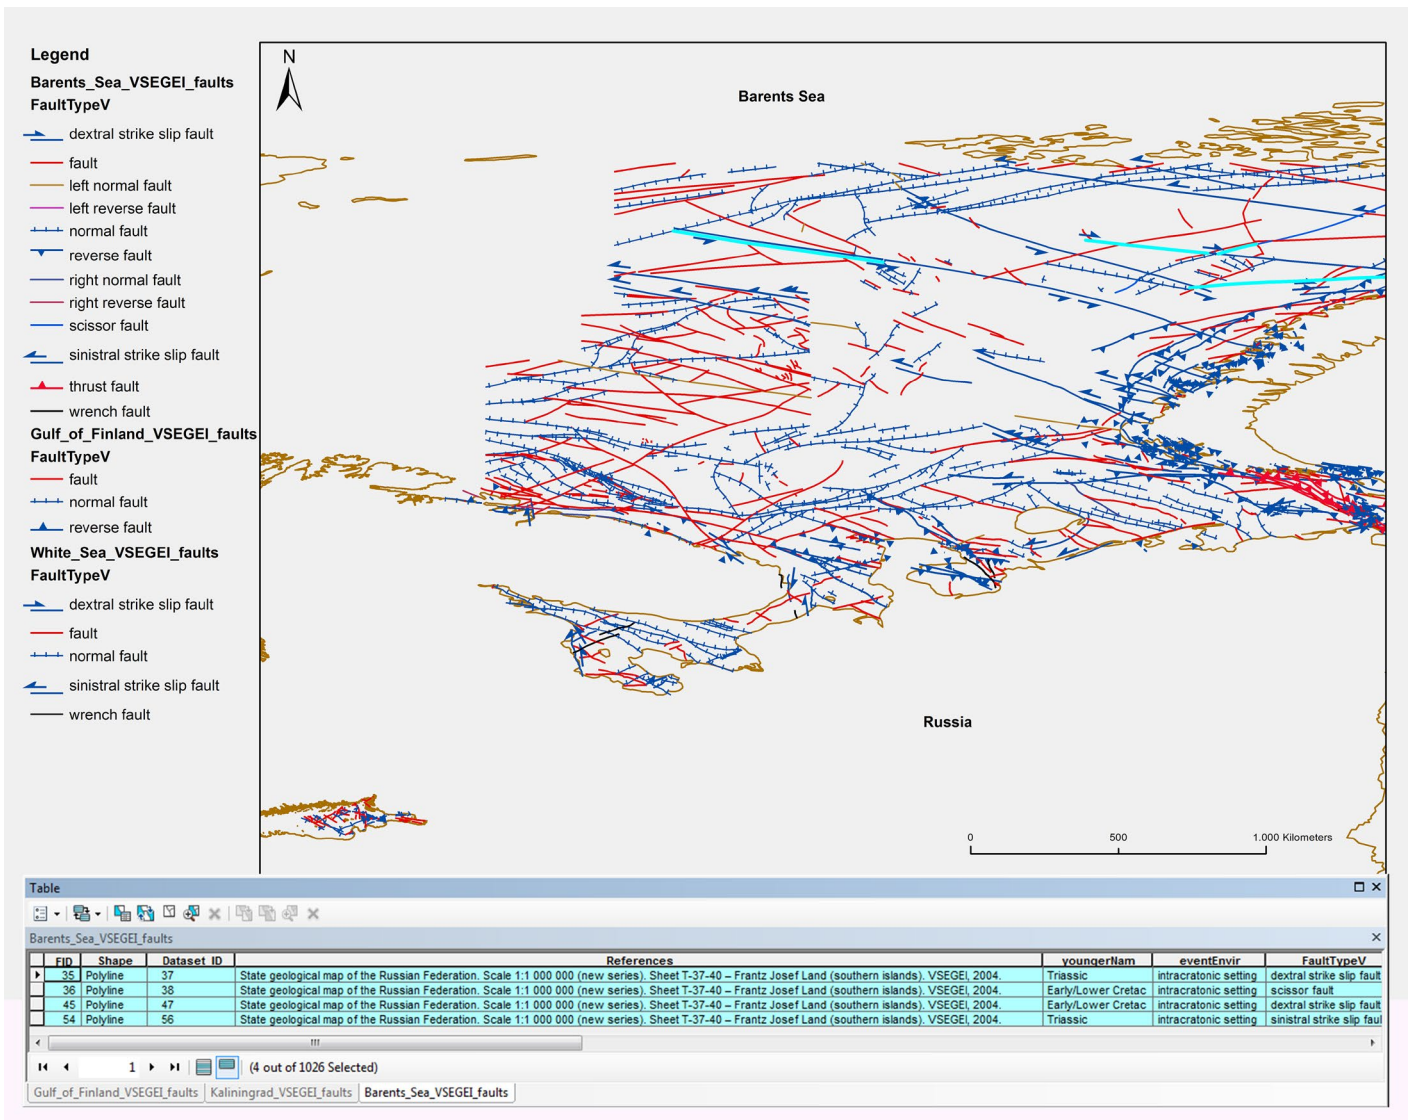 Legend
Barents_Sea_VSEGEI_faults
FaultTypeV
dextral strike slip fault
fault
left normal fault
left reverse fault
normal fault
reverse fault
right normal fault
right reverse fault
scissor fault
sinistral strike slip fault
thrust fault
wrench fault
Gulf_of_Finland_VSEGEI_faults
FaultTypeV
fault
normal fault
reverse fault
White_Sea_VSEGEI_faults
FaultTypeV
dextral strike slip fault
fault
normal fault
sinistral strike slip fault
wrench fault
N
Barents Sea
Russia
0 500 1.000 Kilometers
Table
Barents_Sea_VSEGEI_faults
FID Shape Dataset_ID References youngerNam eventEnvir FaultTypeV
35 Polyline 37 State geological map of the Russian Federation. Scale 1:1 000 000 (new series). Sheet T-37-40 – Frantz Josef Land (southern islands). VSEGEI, 2004. Triassic intracratonic setting dextral strike slip fault
36 Polyline 38 State geological map of the Russian Federation. Scale 1:1 000 000 (new series). Sheet T-37-40 – Frantz Josef Land (southern islands). VSEGEI, 2004. Early/Lower Cretac intracratonic setting scissor fault
45 Polyline 47 State geological map of the Russian Federation. Scale 1:1 000 000 (new series). Sheet T-37-40 – Frantz Josef Land (southern islands). VSEGEI, 2004. Early/Lower Cretac intracratonic setting dextral strike slip fault
54 Polyline 56 State geological map of the Russian Federation. Scale 1:1 000 000 (new series). Sheet T-37-40 – Frantz Josef Land (southern islands). VSEGEI, 2004. Triassic intracratonic setting sinistral strike slip faul
1 (4 out of 1026 Selected)
Gulf_of_Finland_VSEGEI_faults Kaliningrad_VSEGEI_faults Barents_Sea_VSEGEI_faults